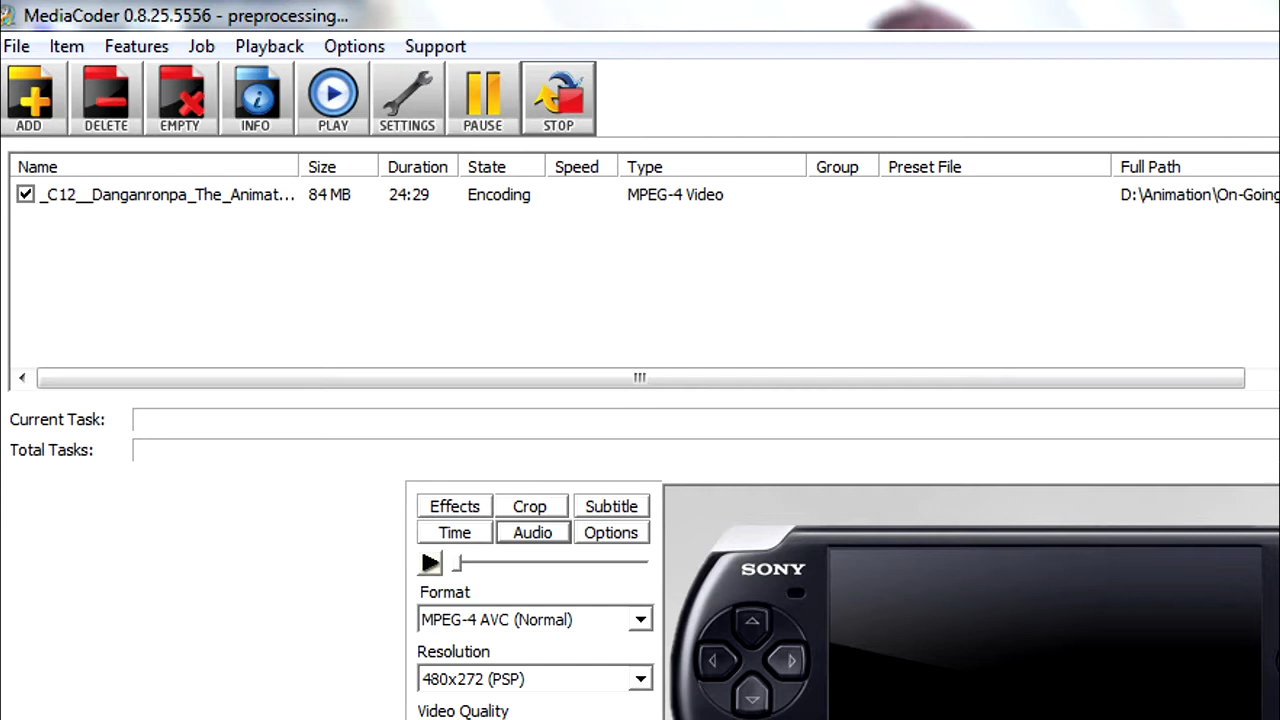 MediaCoder 0.8.25.5556 - preprocessing...
File Item Features Job Playback Options Support
ADD DELETE EMPTY INFO PLAY SETTINGS PAUSE STOP
Name Size Duration State Speed Type Group Preset File Full Path
_C12__Danganronpa_The_Animat... 84 MB 24:29 Encoding MPEG-4 Video D:\Animation\On-Going
Current Task:
Total Tasks:
Effects Crop Subtitle
Time Audio Options
Format
MPEG-4 AVC (Normal)
Resolution
480x272 (PSP)
Video Quality
SONY